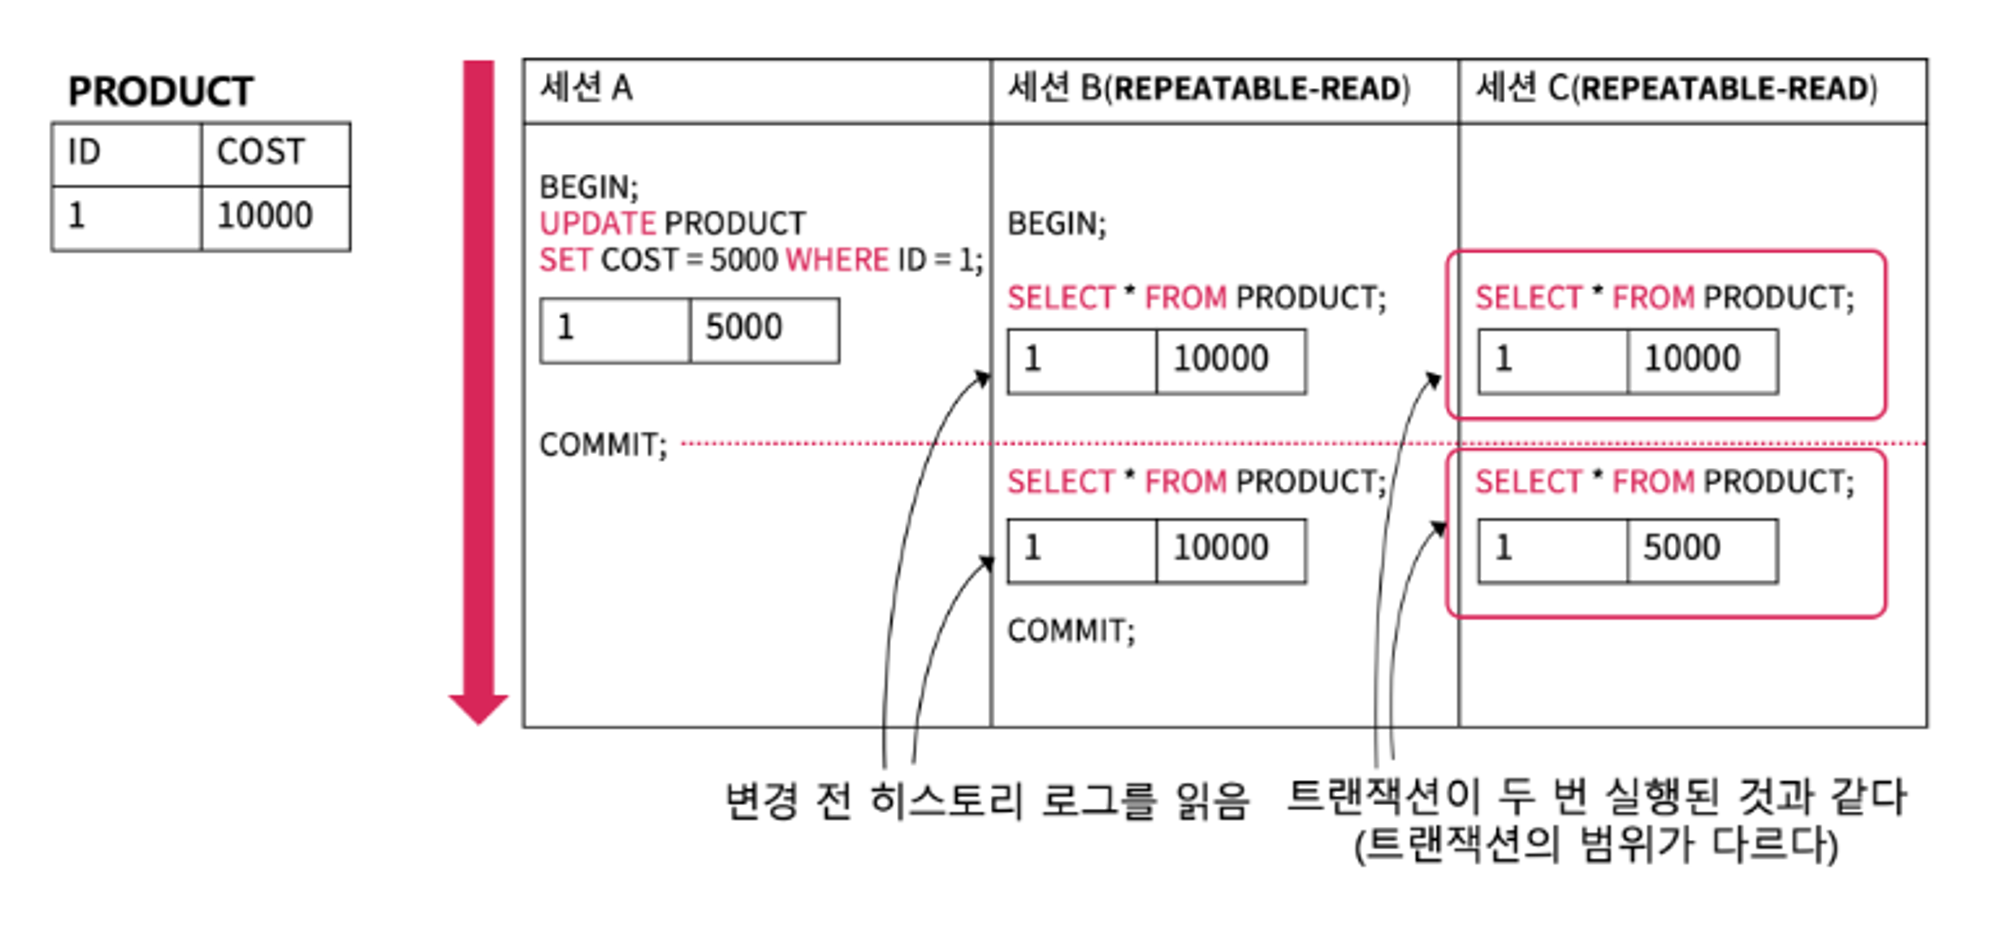 PRODUCT
ID COST
1 10000
세션 A
BEGIN;
UPDATE PRODUCT
SET COST = 5000 WHERE ID = 1;
1 5000
COMMIT;
세션 B(REPEATABLE-READ)
BEGIN;
SELECT * FROM PRODUCT;
1 10000
SELECT * FROM PRODUCT;
1 10000
COMMIT;
세션 C(REPEATABLE-READ)
SELECT * FROM PRODUCT;
1 10000
SELECT * FROM PRODUCT;
1 5000
변경 전 히스토리 로그를 읽음
트랜잭션이 두 번 실행된 것과 같다
(트랜잭션의 범위가 다르다)